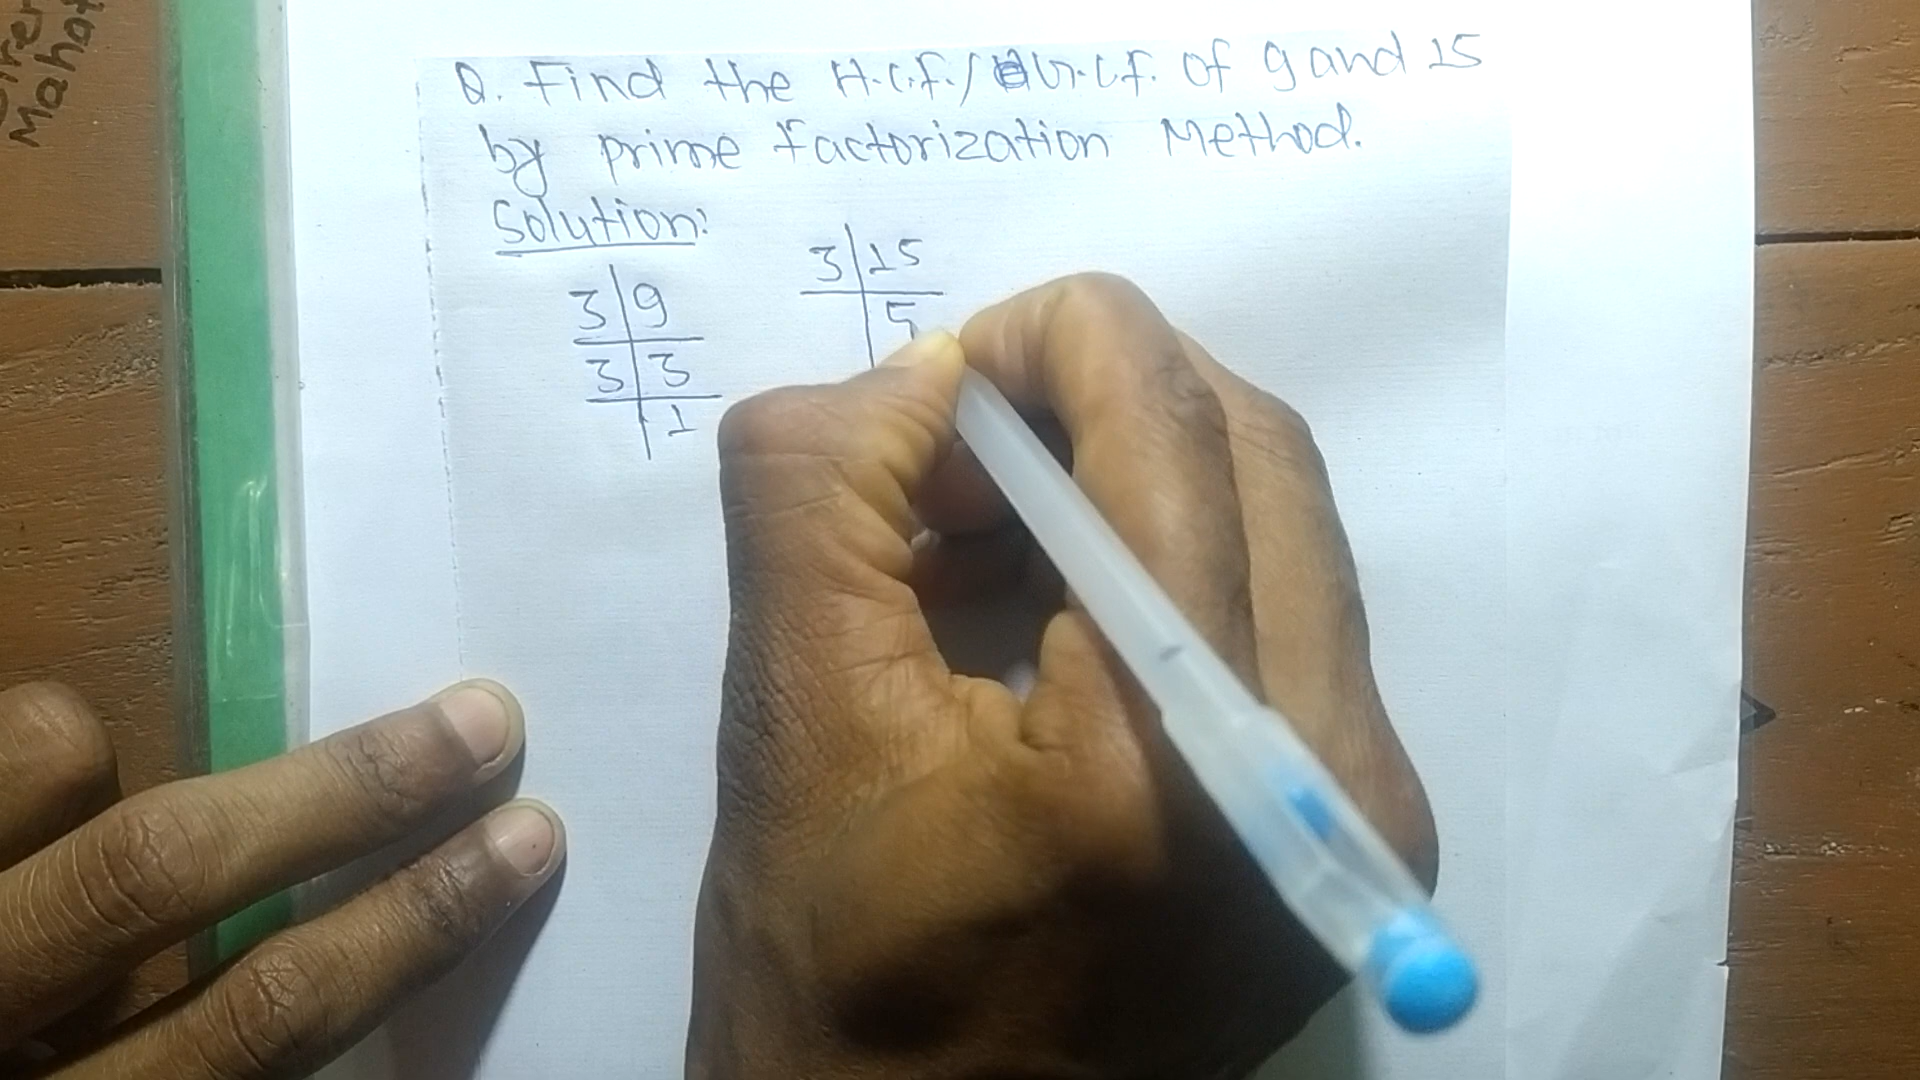 Q. Find the H.C.F./G.C.F. of 9 and 15
by prime factorization Method.
Solution:
3 9
3 3
1
3 15
5